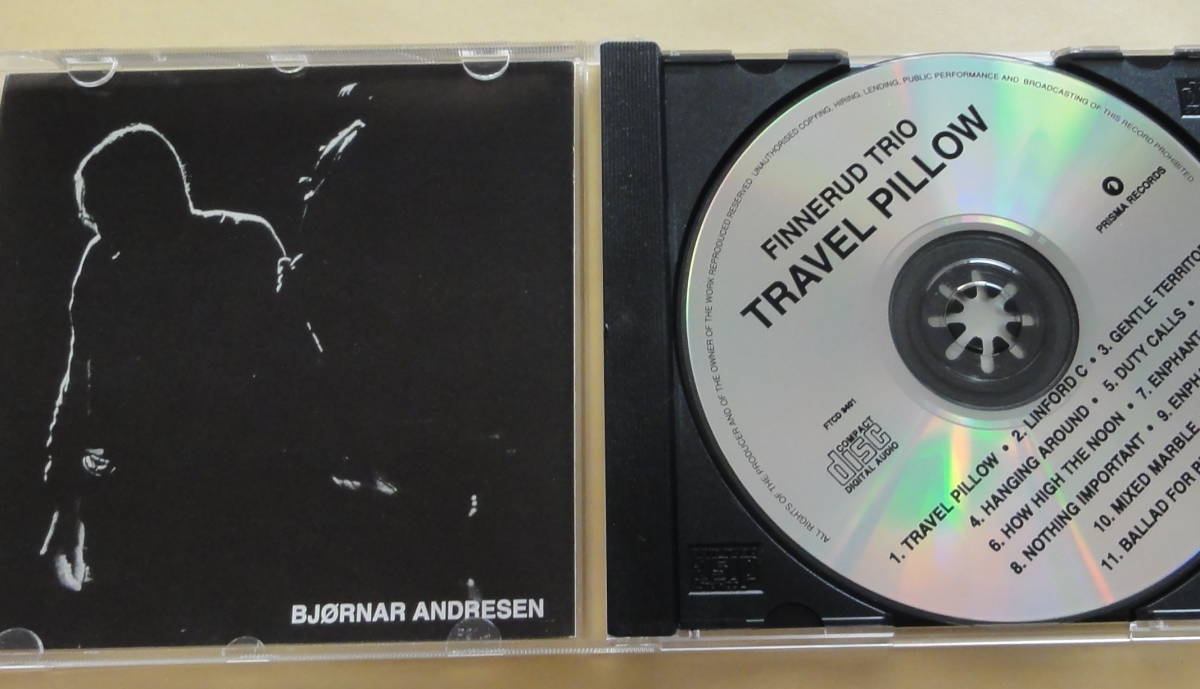 BJØRNAR ANDRESEN
ALL RIGHTS OF THE PRODUCER AND OF THE OWNER OF THE WORK REPRODUCED RESERVED. UNAUTHORISED COPYING, HIRING, LENDING, PUBLIC PERFORMANCE AND BROADCASTING OF THIS RECORD PROHIBITED
FINNERUD TRIO
TRAVEL PILLOW
PRISMA RECORDS
FTCD 9401
COMPACT
disc
DIGITAL AUDIO
1. TRAVEL PILLOW • 2. LINFORD C • 3. GENTLE
4. HANGING AROUND • 5. DUTY CALLS •
6. HOW HIGH THE NOON • 7.
8. NOTHING IMPORTANT • 9.
10. MIXED MARBLE
11. BALLAD FOR